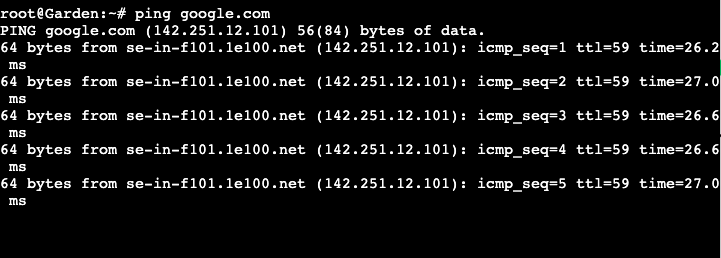 root@Garden:~# ping google.com
PING google.com (142.251.12.101) 56(84) bytes of data.
64 bytes from se-in-f101.1e100.net (142.251.12.101): icmp_seq=1 ttl=59 time=26.2
 ms
64 bytes from se-in-f101.1e100.net (142.251.12.101): icmp_seq=2 ttl=59 time=27.0
 ms
64 bytes from se-in-f101.1e100.net (142.251.12.101): icmp_seq=3 ttl=59 time=26.6
 ms
64 bytes from se-in-f101.1e100.net (142.251.12.101): icmp_seq=4 ttl=59 time=26.6
 ms
64 bytes from se-in-f101.1e100.net (142.251.12.101): icmp_seq=5 ttl=59 time=27.0
 ms